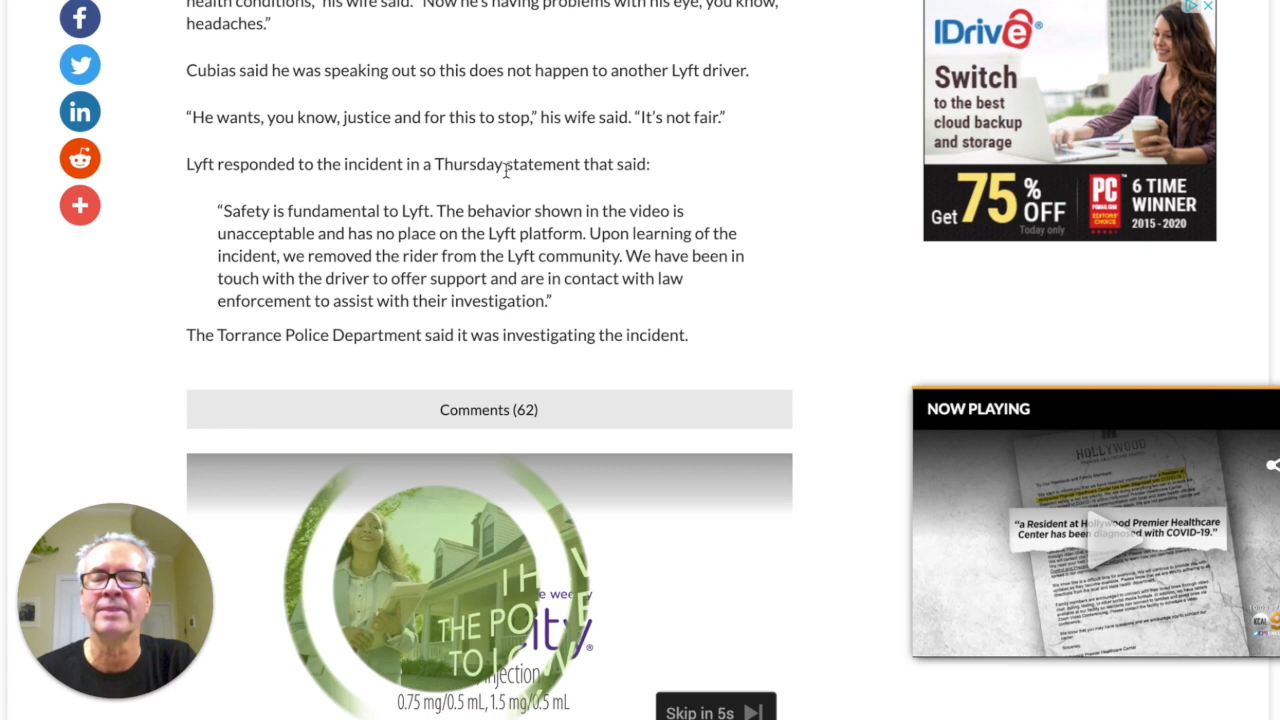 his wife said. "Now he's having problems with his eye, you know,
headaches."
Cubias said he was speaking out so this does not happen to another Lyft driver.
"He wants, you know, justice and for this to stop," his wife said. "It's not fair."
Lyft responded to the incident in a Thursday statement that said:
"Safety is fundamental to Lyft. The behavior shown in the video is
unacceptable and has no place on the Lyft platform. Upon learning of the
incident, we removed the rider from the Lyft community. We have been in
touch with the driver to offer support and are in contact with law
enforcement to assist with their investigation."
The Torrance Police Department said it was investigating the incident.
Comments (62)
THE PO
TO
0.75 mg/0.5 mL, 1.5 mg/0.5 mL
Skip in 5s
IDrive®
Switch
to the best
cloud backup
and storage
Get 75% OFF
Today only
PC
EDITORS' CHOICE
6 TIME
WINNER
2015-2020
NOW PLAYING
HOLLYWOOD
"a Resident at Hollywood Premier Healthcare
Center has been diagnosed with COVID-19."
KCAL 9